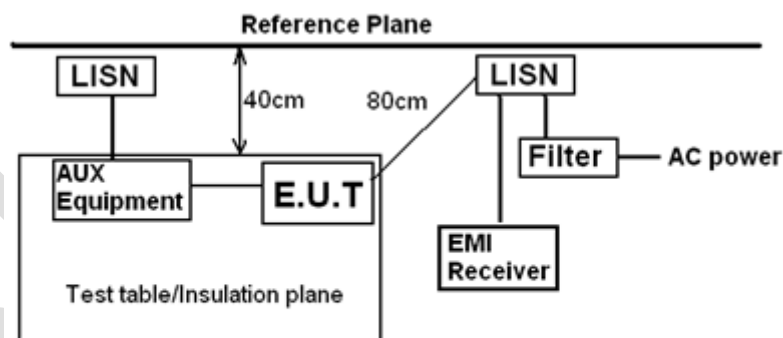 Reference Plane
LISN
40cm
80cm
LISN
AUX
Equipment
E.U.T
Filter
AC power
EMI
Receiver
Test table/Insulation plane